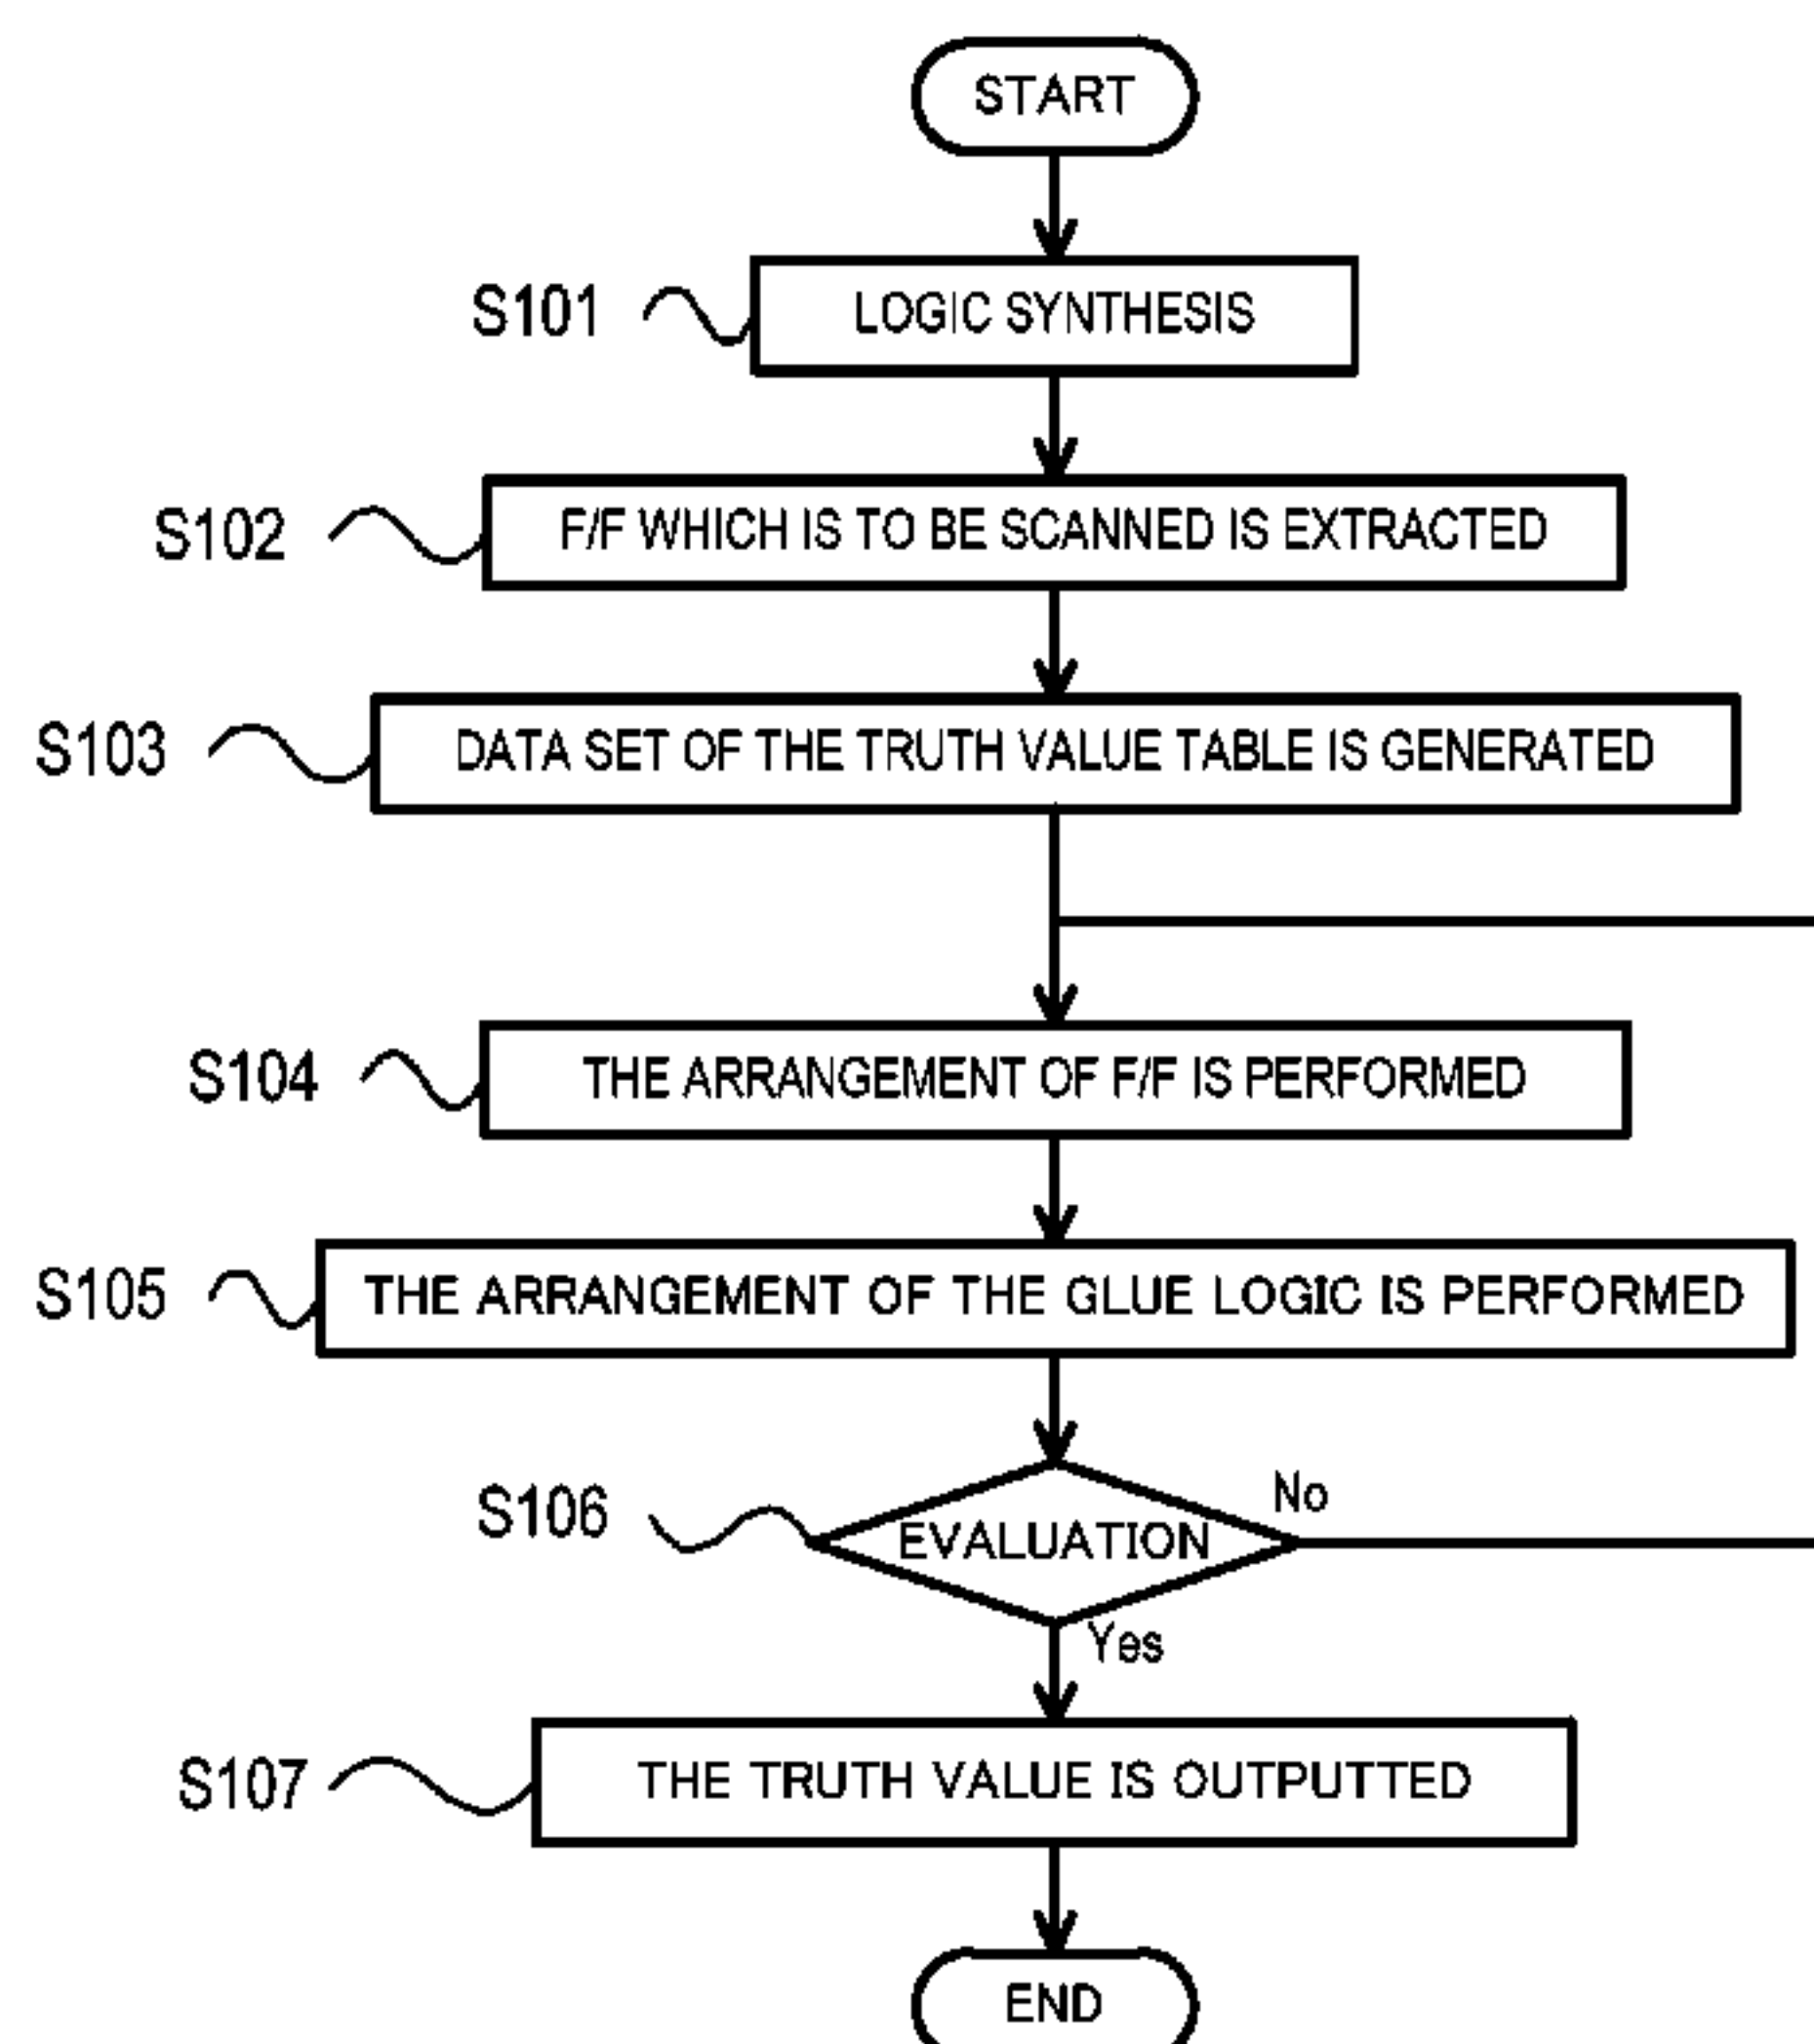 START
S101
LOGIC SYNTHESIS
S102
F/F WHICH IS TO BE SCANNED IS EXTRACTED
S103
DATA SET OF THE TRUTH VALUE TABLE IS GENERATED
S104
THE ARRANGEMENT OF F/F IS PERFORMED
S105
THE ARRANGEMENT OF THE GLUE LOGIC IS PERFORMED
S106
EVALUATION
No
Yes
S107
THE TRUTH VALUE IS OUTPUTTED
END